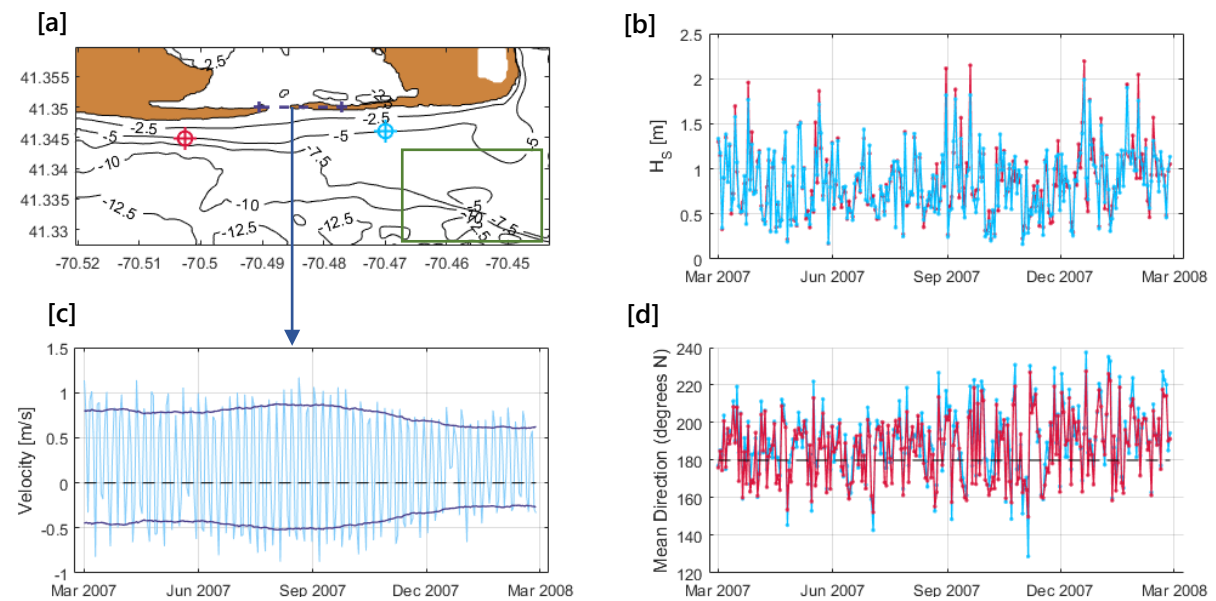 [a]
2.5
41.355
41.35
41.345
41.34
41.335
41.33
-2.5
-5
-10
-12.5
-7.5
-10
-12.5
-12.5
-2.5
-5
-5
-5
-10
-7.5
-2.5
-70.52
-70.51
-70.5
-70.49
-70.48
-70.47
-70.46
-70.45
[b]
2.5
2
1.5
1
0.5
0
H_S [m]
Mar 2007
Jun 2007
Sep 2007
Dec 2007
Mar 2008
[c]
1.5
1
0.5
0
-0.5
-1
Velocity [m/s]
Mar 2007
Jun 2007
Sep 2007
Dec 2007
Mar 2008
[d]
240
220
200
180
160
140
120
Mean Direction (degrees N)
Mar 2007
Jun 2007
Sep 2007
Dec 2007
Mar 2008